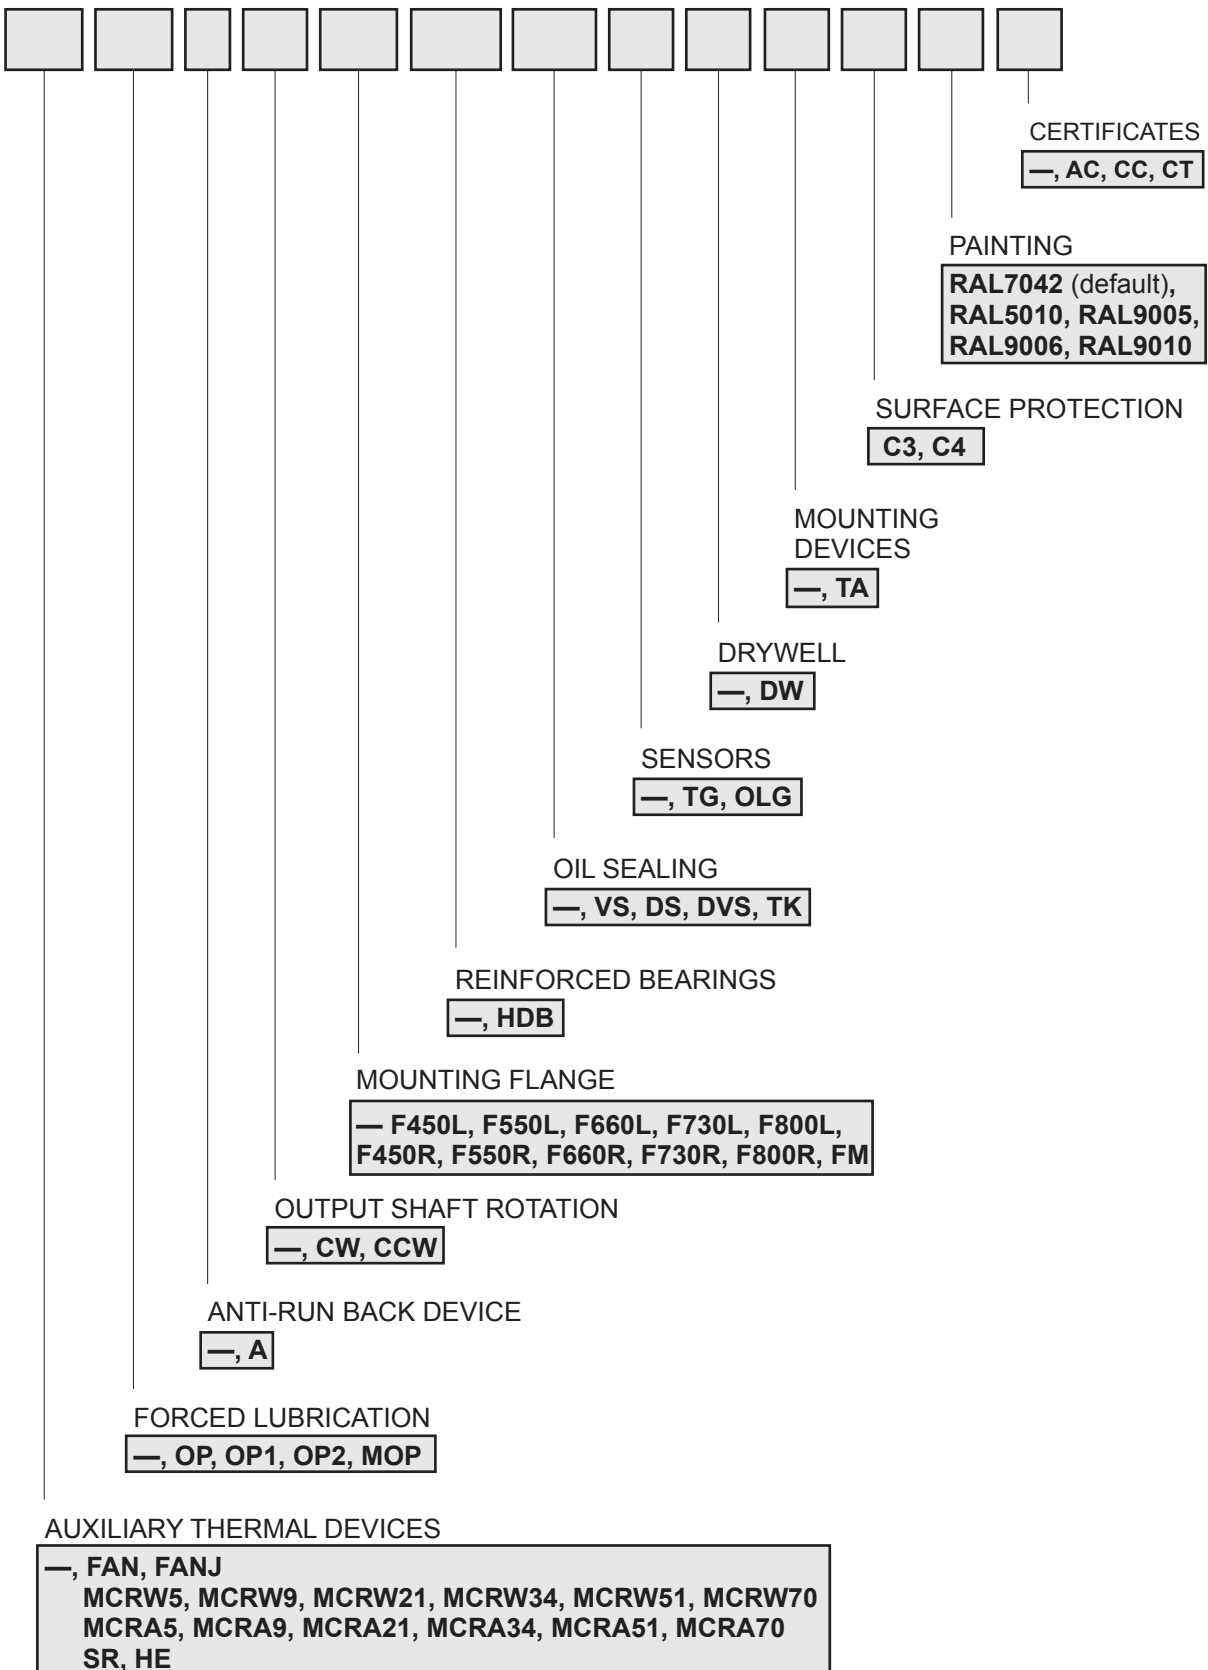 CERTIFICATES
—, AC, CC, CT
PAINTING
RAL7042 (default),
RAL5010, RAL9005,
RAL9006, RAL9010
SURFACE PROTECTION
C3, C4
MOUNTING
DEVICES
—, TA
DRYWELL
—, DW
SENSORS
—, TG, OLG
OIL SEALING
—, VS, DS, DVS, TK
REINFORCED BEARINGS
—, HDB
MOUNTING FLANGE
— F450L, F550L, F660L, F730L, F800L,
F450R, F550R, F660R, F730R, F800R, FM
OUTPUT SHAFT ROTATION
—, CW, CCW
ANTI-RUN BACK DEVICE
—, A
FORCED LUBRICATION
—, OP, OP1, OP2, MOP
AUXILIARY THERMAL DEVICES
—, FAN, FANJ
MCRW5, MCRW9, MCRW21, MCRW34, MCRW51, MCRW70
MCRA5, MCRA9, MCRA21, MCRA34, MCRA51, MCRA70
SR, HE